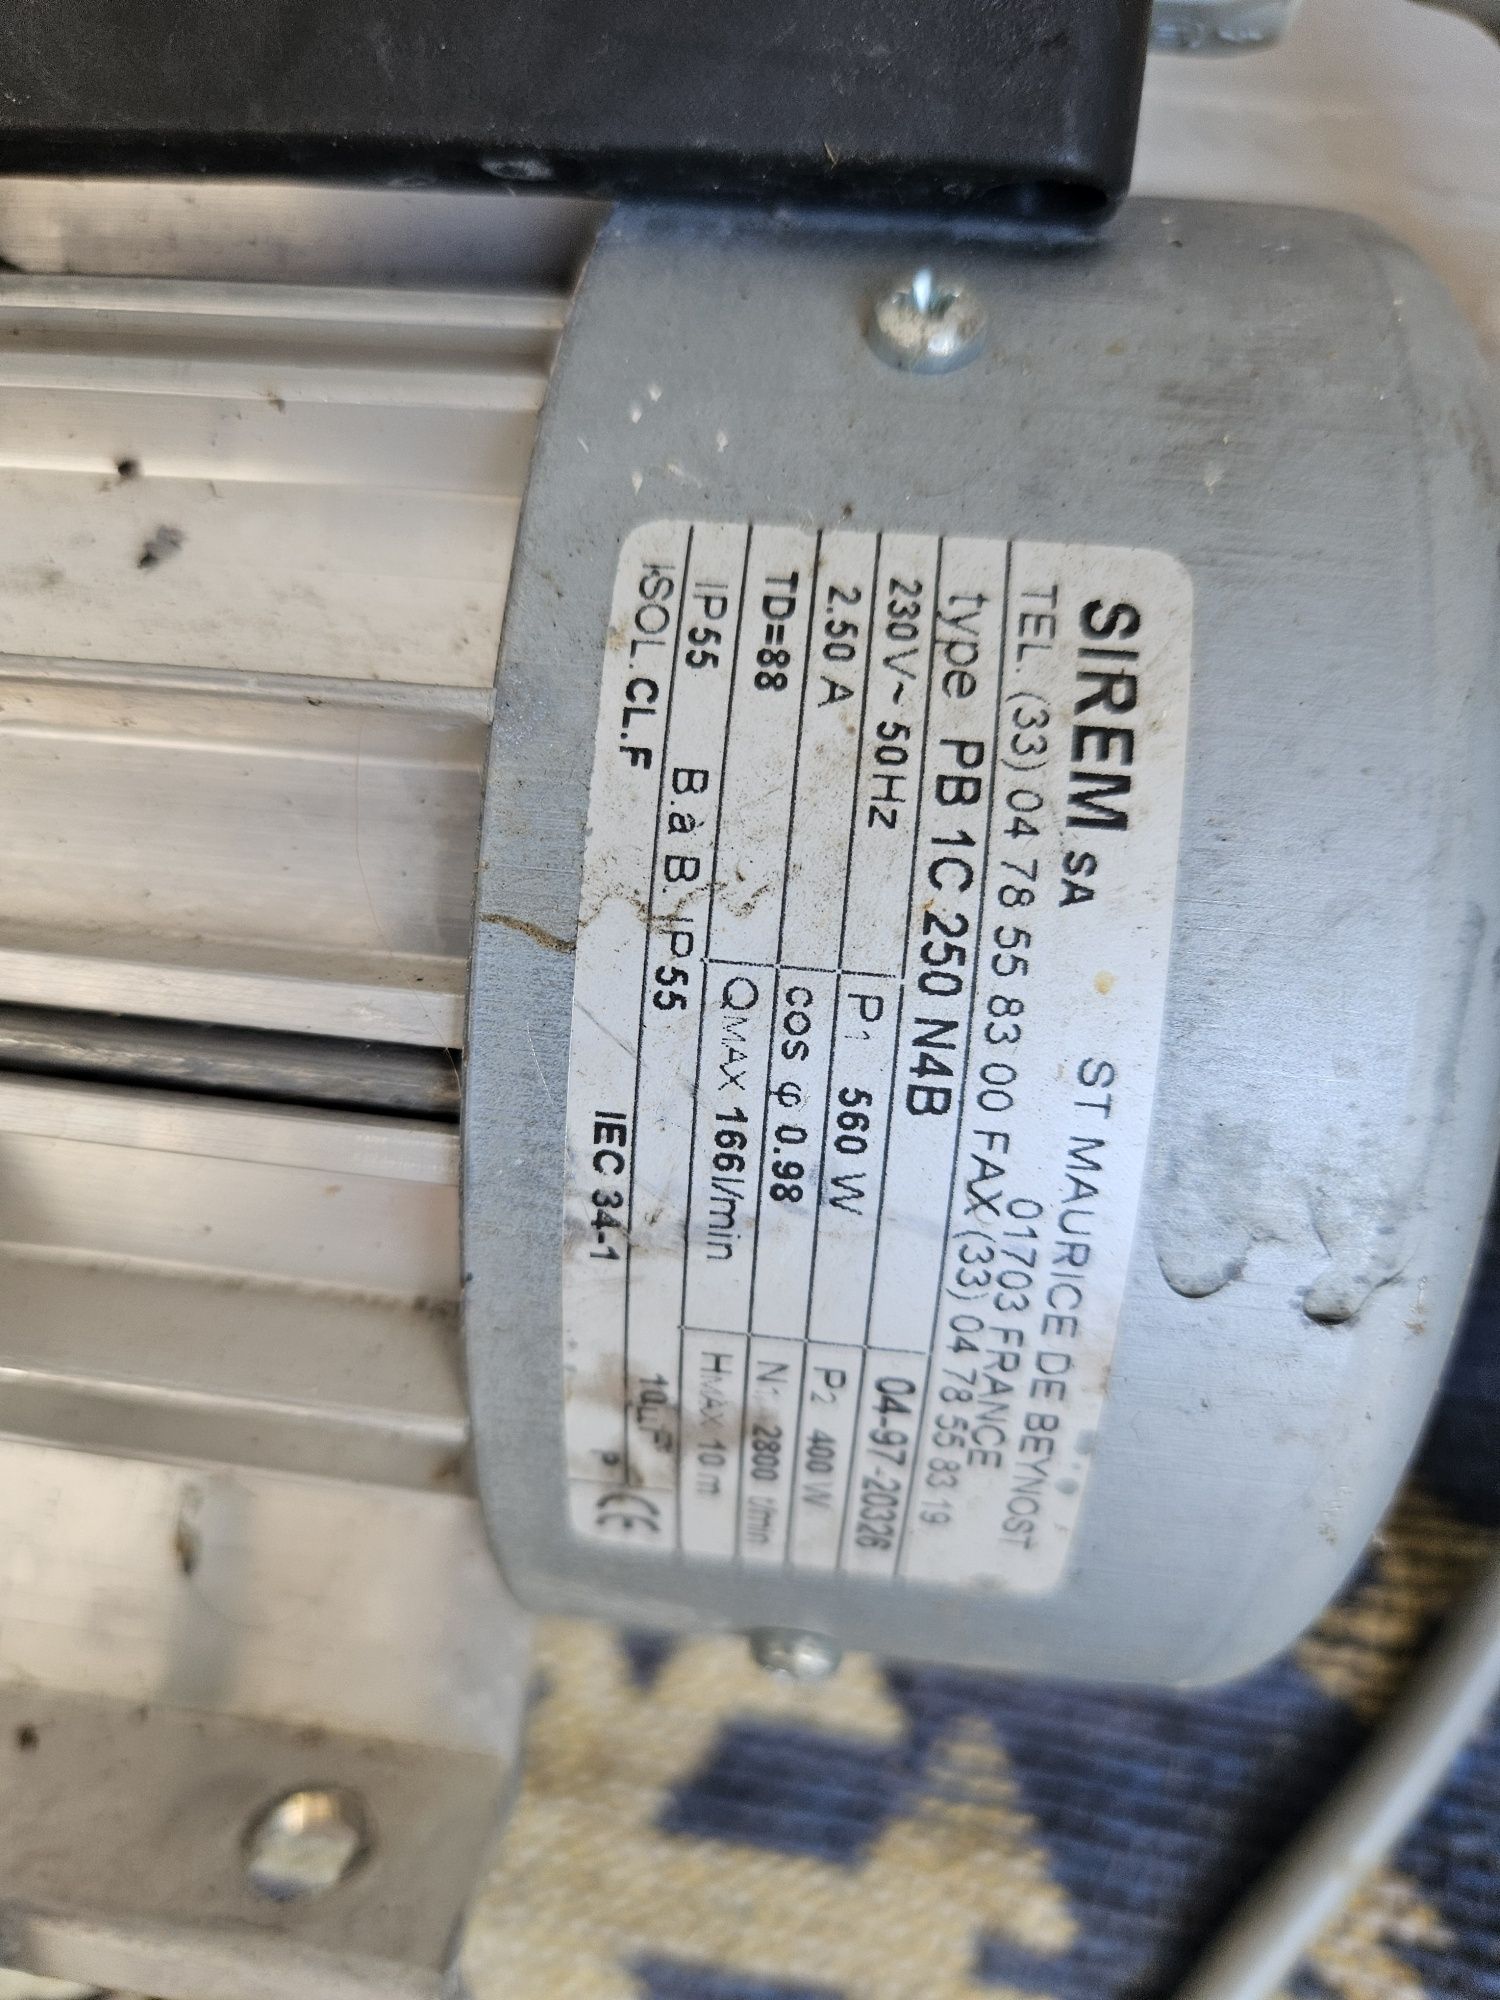 SIREM SA ST MAURICE DE BEYNOST
01703 FRANCE
TEL. (33) 04 78 55 83 00 FAX (33) 04 78 55 83 19
type PB 1C 250 N4B
230V~ 50Hz P1 560 W 04-97-20326
2.50 A cos φ 0.98 P2 400 W
TD=88 QMAX 166l/min N 2800 t/min
IP55 B.à B. IP55 HMAX 10 m
ISOL.CL.F IEC 34-1 10µF
P CE